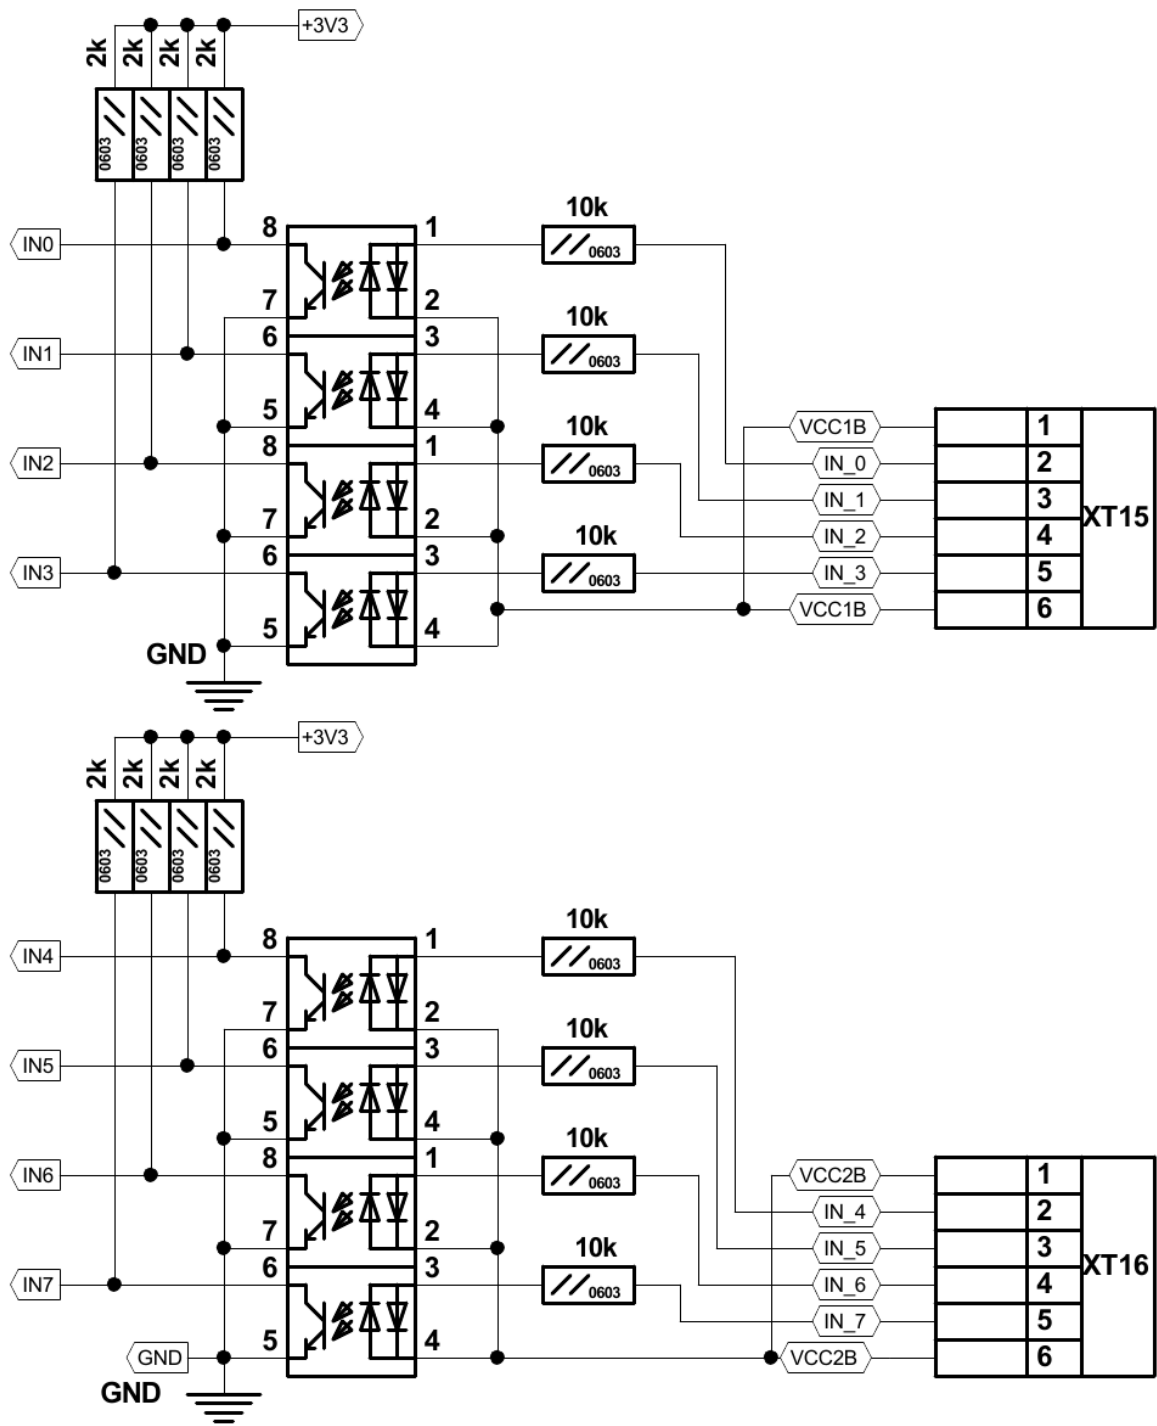 +3V3
2k 2k 2k 2k
0603 0603 0603 0603
10k
IN0 8 1 0603
7 2
10k
IN1 6 3 0603
5 4
10k
VCC1B 1
IN2 8 1 0603 IN_0 2
IN_1 3
XT15
7 2 10k IN_2 4
IN3 6 3 0603 IN_3 5
VCC1B 6
5 4
GND
+3V3
2k 2k 2k 2k
0603 0603 0603 0603
10k
IN4 8 1 0603
7 2
10k
IN5 6 3 0603
5 4
10k
IN6 8 1 0603 VCC2B 1
IN_4 2
7 2 10k IN_5 3
XT16
IN7 6 3 0603 IN_6 4
IN_7 5
GND 5 4 VCC2B 6
GND